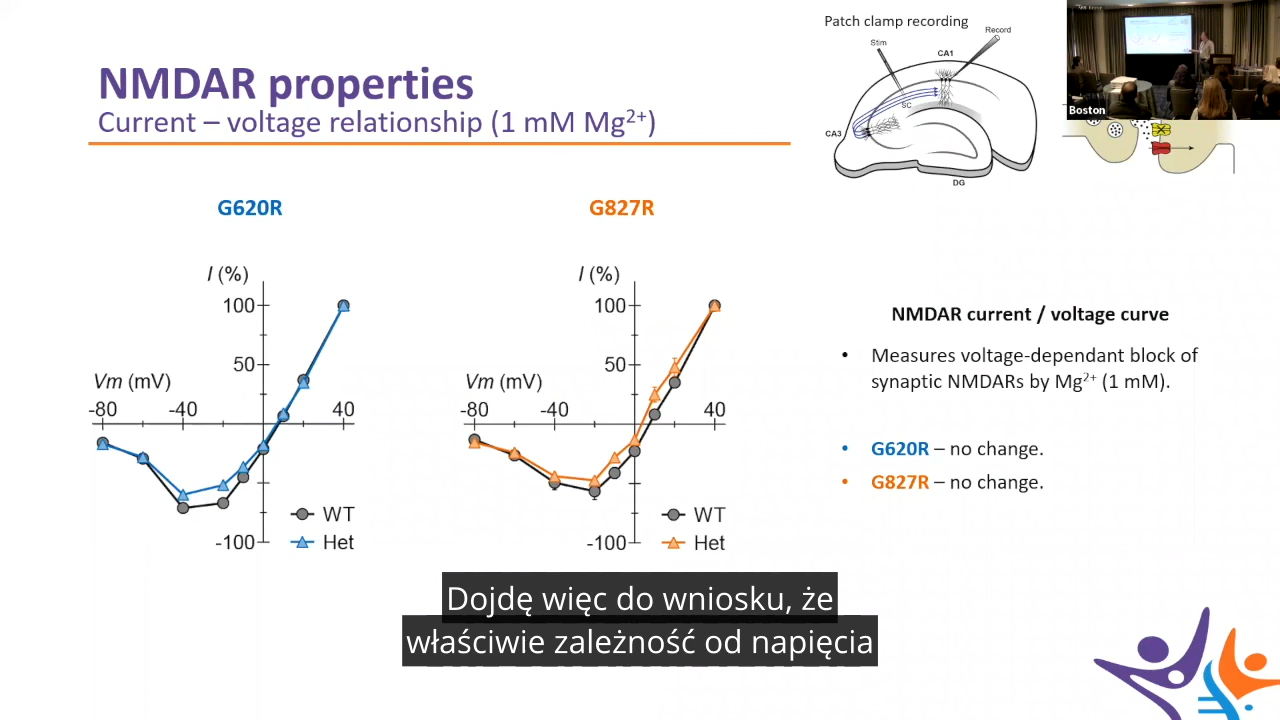 NMDAR properties
Current – voltage relationship (1 mM Mg²⁺)
Patch clamp recording
Stim
Record
CA1
SC
CA3
DG
Boston
G620R
I (%)
100
50
Vm (mV)
-80
-40
0
40
-100
WT
Het
G827R
I (%)
100
50
Vm (mV)
-80
-40
0
40
-100
WT
Het
NMDAR current / voltage curve
• Measures voltage-dependant block of
synaptic NMDARs by Mg²⁺ (1 mM).
• G620R – no change.
• G827R – no change.
Dojdę więc do wniosku, że
właściwie zależność od napięcia